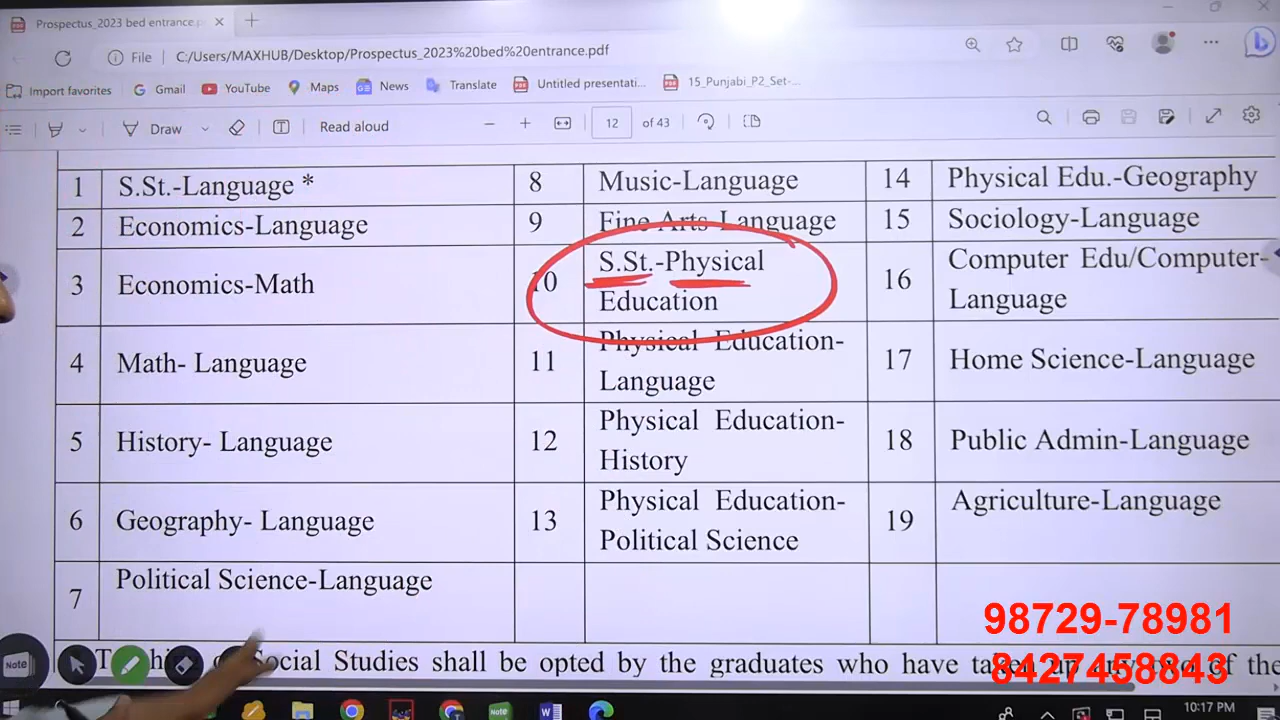 Prospectus_2023 bed entrance.p
File
C:/Users/MAXHUB/Desktop/Prospectus_2023%20bed%20entrance.pdf
Import favorites
Gmail
YouTube
Maps
News
Translate
Untitled presentati...
15_Punjabi_P2_Set-...
Draw
Read aloud
12 of 43
1 S.St.-Language * 8 Music-Language 14 Physical Edu.-Geography
2 Economics-Language 9 Fine Arts-Language 15 Sociology-Language
3 Economics-Math 10 S.St.-Physical Education 16 Computer Edu/Computer-Language
4 Math- Language 11 Physical Education-Language 17 Home Science-Language
5 History- Language 12 Physical Education-History 18 Public Admin-Language
6 Geography- Language 13 Physical Education-Political Science 19 Agriculture-Language
7 Political Science-Language
Social Studies shall be opted by the graduates who have of the
98729-78981
8427458843
Note
Note
10:17 PM